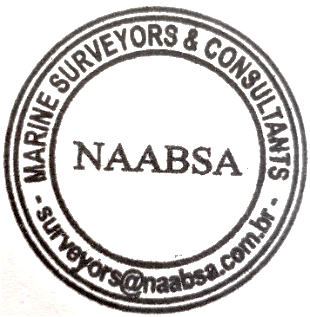 MARINE SURVEYORS & CONSULTANTS
NAABSA
- surveyors@naabsa.com.br -